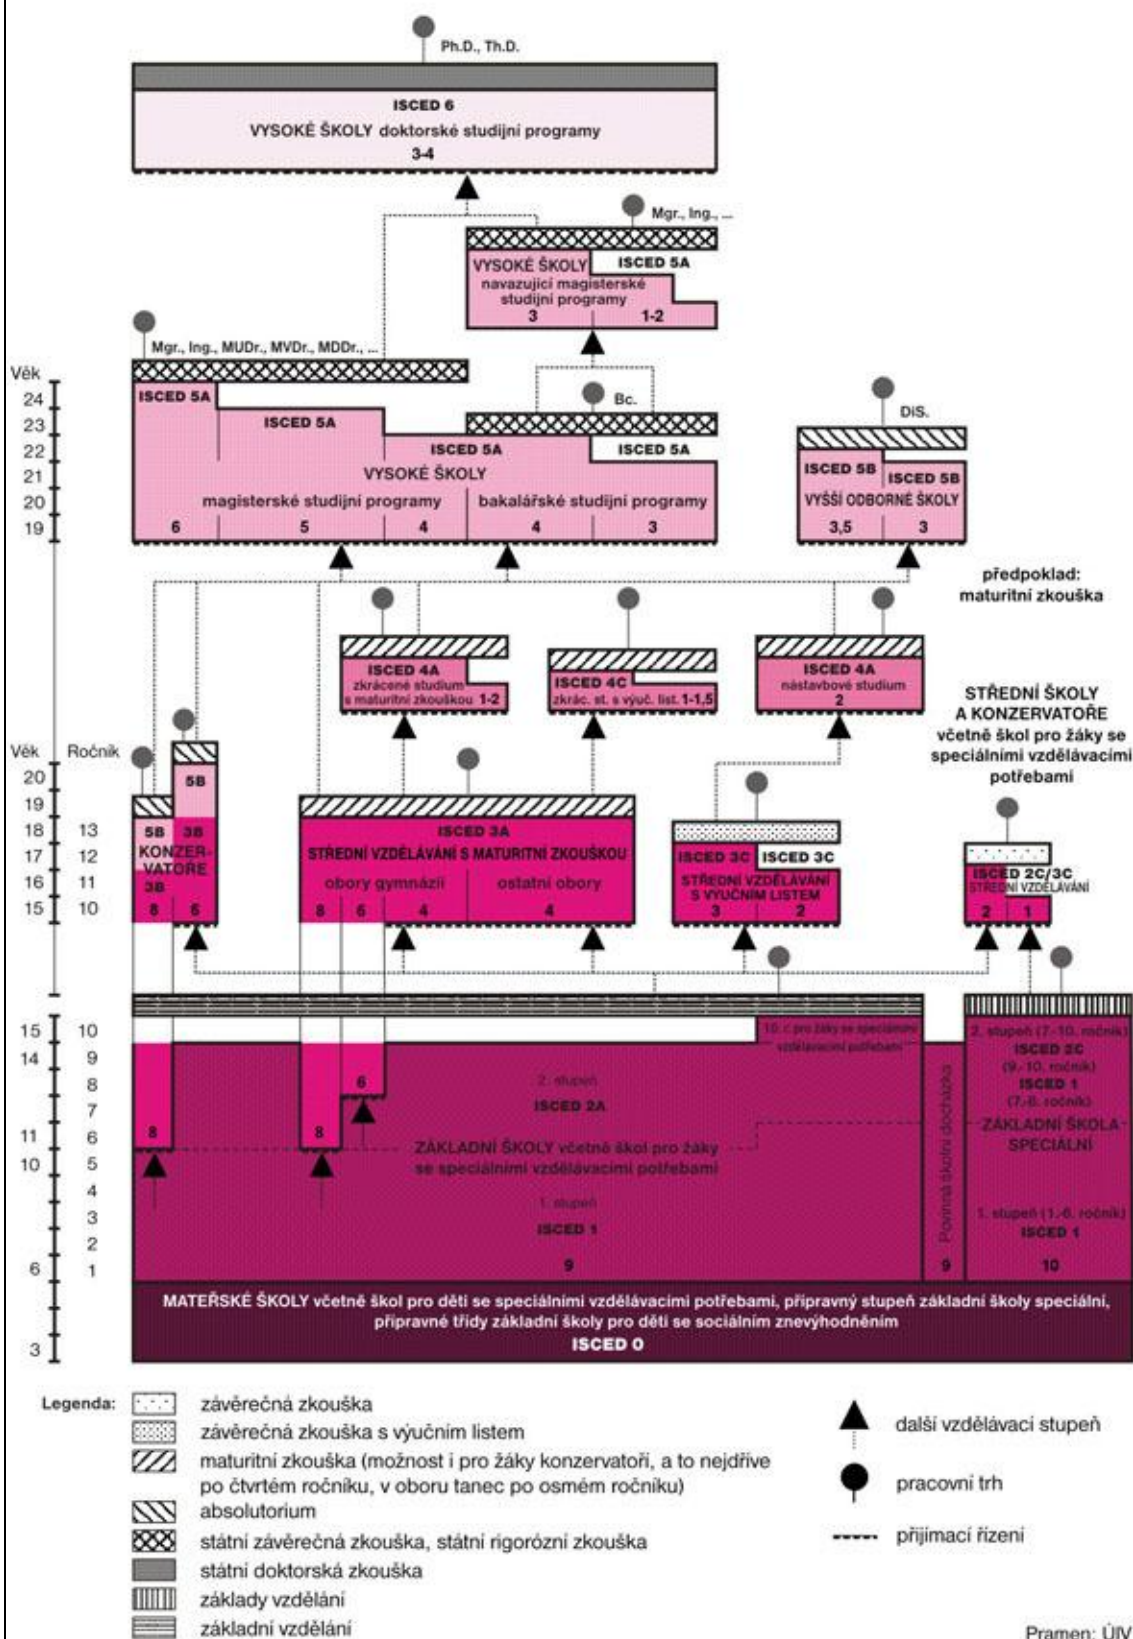 Ph.D., Th.D.
ISCED 6
VYSOKÉ ŠKOLY doktorské studijní programy
3-4
Mgr., Ing., ...
VYSOKÉ ŠKOLY ISCED 5A
navazující magisterské
studijní programy
3 1-2
Mgr., Ing., MUDr., MVDr., MDDr., ...
Věk
24
23
22
21
20
19
ISCED 5A
ISCED 5A
ISCED 5A
Bc.
ISCED 5A
VYSOKÉ ŠKOLY
magisterské studijní programy
bakalářské studijní programy
6 5 4 4 3
DiS.
ISCED 5B
ISCED 5B
VYŠŠÍ ODBORNÉ ŠKOLY
3,5 3
předpoklad:
maturitní zkouška
ISCED 4A
zkrácené studium
s maturitní zkouškou 1-2
ISCED 4C
zkrác. st. s výuč. list. 1-1,5
ISCED 4A
nástavbové studium
2
STŘEDNÍ ŠKOLY
A KONZERVATOŘE
včetně škol pro žáky se
speciálními vzdělávacími
potřebami
Věk Ročník
20
19
18 13
17 12
16 11
15 10
5B
5B 3B
KONZER-
VATOŘE
3B
8 6
ISCED 3A
STŘEDNÍ VZDĚLÁVÁNÍ S MATURITNÍ ZKOUŠKOU
obory gymnázií ostatní obory
8 6 4 4
ISCED 3C ISCED 3C
STŘEDNÍ VZDĚLÁVÁNÍ
S VÝUČNÍM LISTEM
3 2
ISCED 2C/3C
STŘEDNÍ VZDĚLÁVÁNÍ
2 1
15 10
14 9
8
7
11 6
10 5
4
3
2
6 1
3
10. r. pro žáky se speciálními
vzdělávacími potřebami
8
8
6
2. stupeň
ISCED 2A
ZÁKLADNÍ ŠKOLY včetně škol pro žáky
se speciálními vzdělávacími potřebami
1. stupeň
ISCED 1
9
Povinná školní docházka
9
2. stupeň (7.-10. ročník)
ISCED 2C
(9.-10. ročník)
ISCED 1
(7.-8. ročník)
ZÁKLADNÍ ŠKOLA
SPECIÁLNÍ
1. stupeň (1.-6. ročník)
ISCED 1
10
MATEŘSKÉ ŠKOLY včetně škol pro děti se speciálními vzdělávacími potřebami, přípravný stupeň základní školy speciální,
přípravné třídy základní školy pro děti se sociálním znevýhodněním
ISCED 0
Legenda:
závěrečná zkouška
závěrečná zkouška s výučním listem
maturitní zkouška (možnost i pro žáky konzervatoří, a to nejdříve
po čtvrtém ročníku, v oboru tanec po osmém ročníku)
absolutorium
státní závěrečná zkouška, státní rigorózní zkouška
státní doktorská zkouška
základy vzdělání
základní vzdělání
další vzdělávací stupeň
pracovní trh
přijímací řízení
Pramen: ÚIV